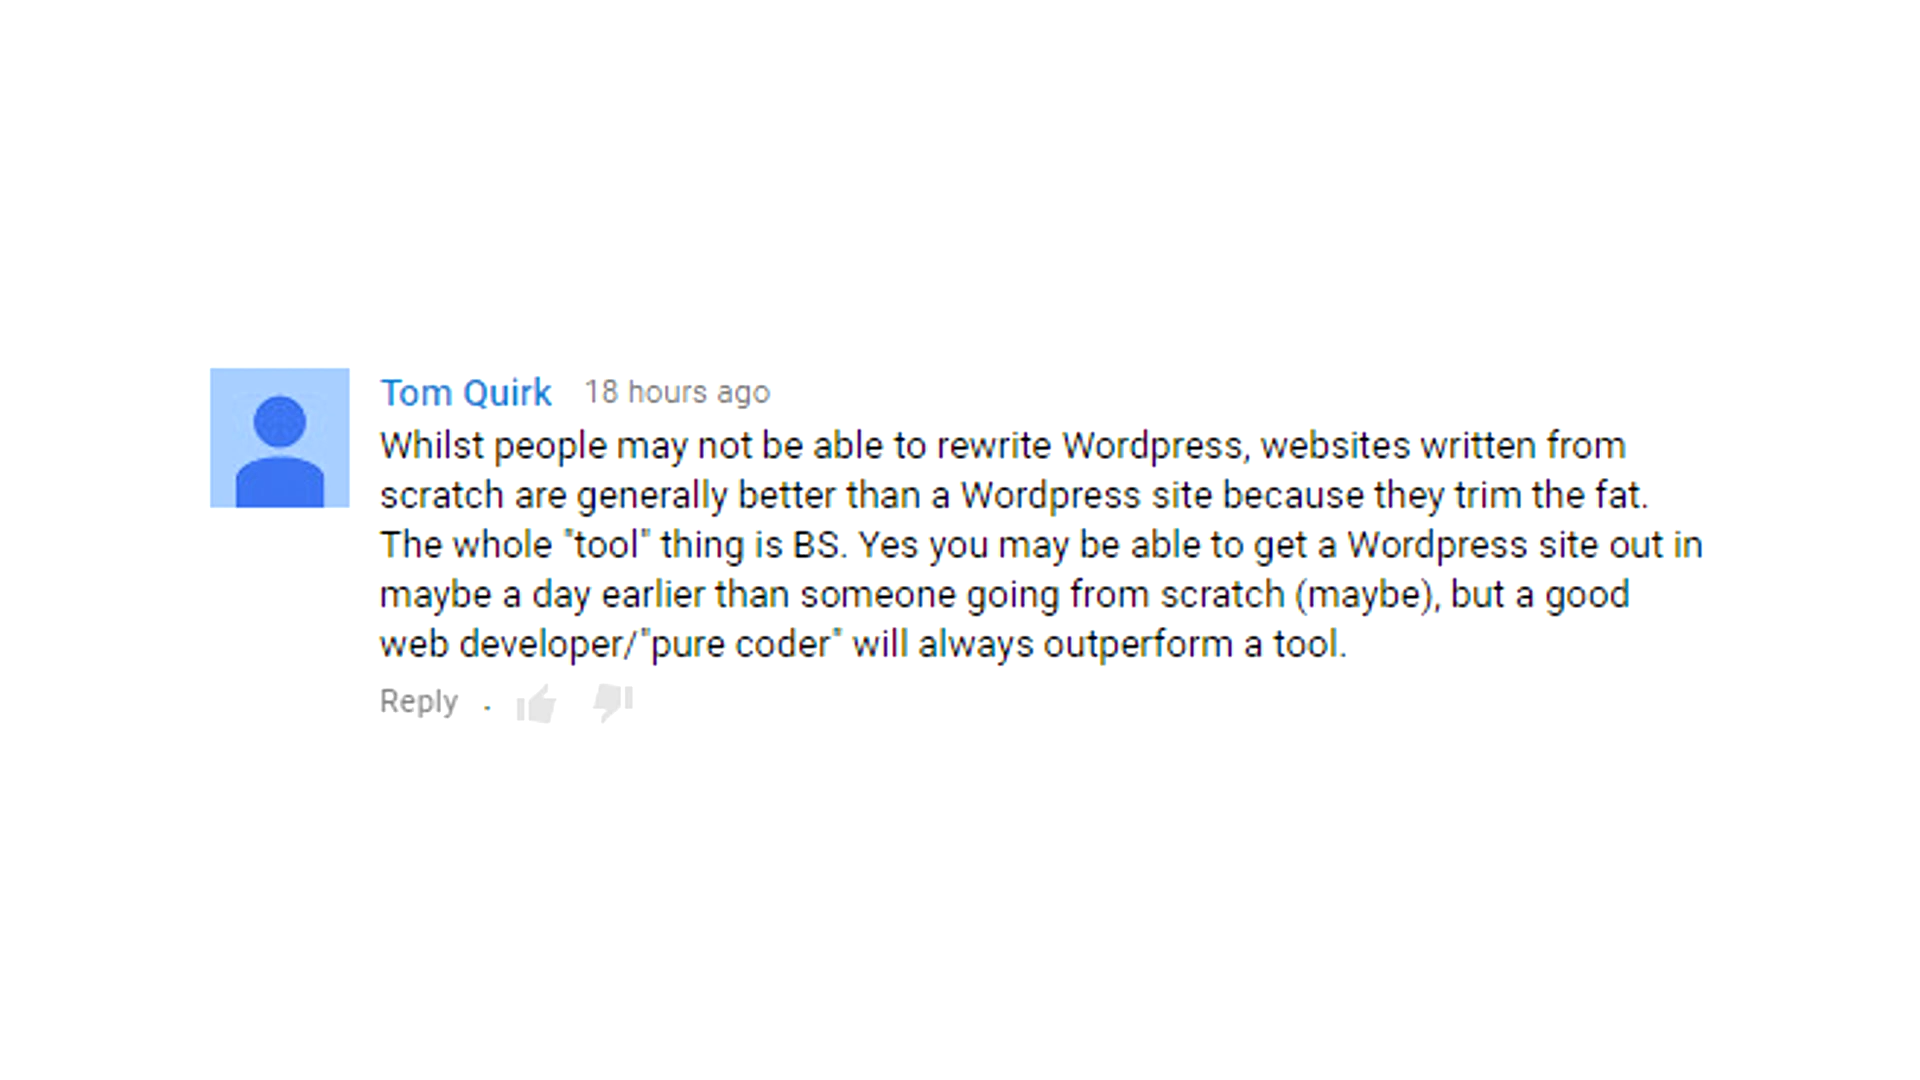 Tom Quirk 18 hours ago
Whilst people may not be able to rewrite Wordpress, websites written from
scratch are generally better than a Wordpress site because they trim the fat.
The whole "tool" thing is BS. Yes you may be able to get a Wordpress site out in
maybe a day earlier than someone going from scratch (maybe), but a good
web developer/"pure coder" will always outperform a tool.
Reply